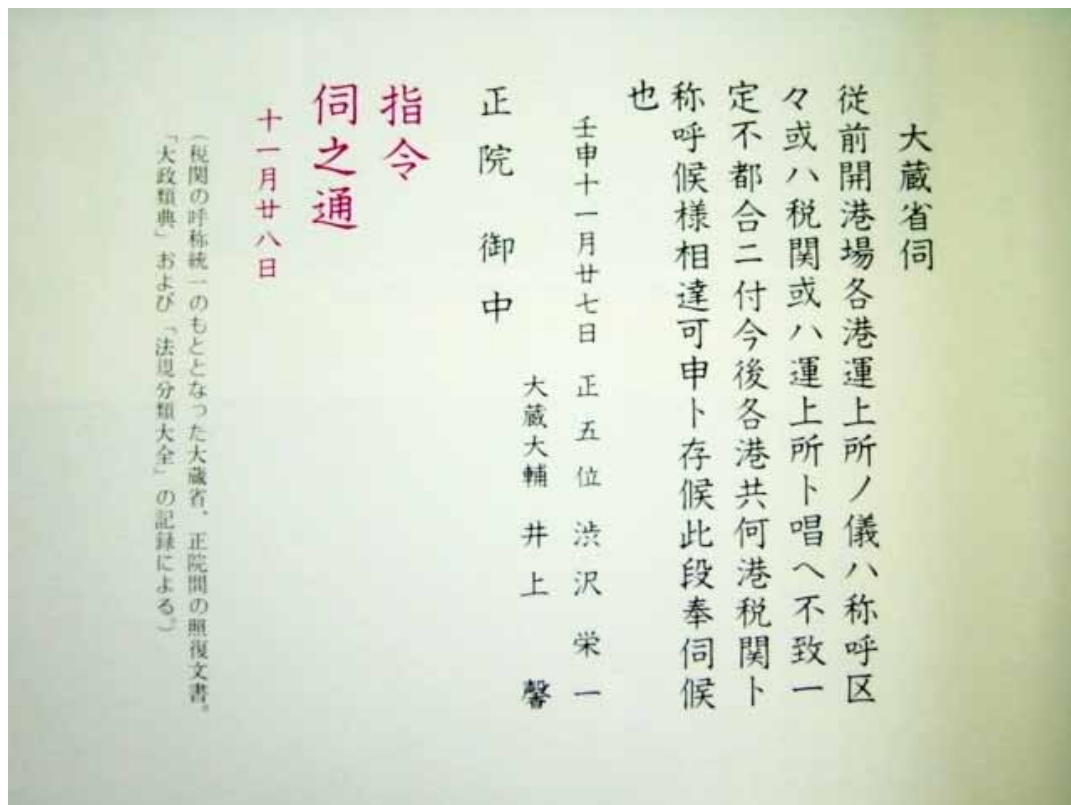 大蔵省伺
従前開港場各港運上所ノ儀ハ称呼区
々或ハ税関或ハ運上所ト唱へ不致一
定不都合ニ付今後各港共何港税関ト
称呼候様相達可申ト存候此段奉伺候
也
壬申十一月廿七日 正五位 渋沢栄一
大蔵大輔 井上 馨
正院 御中
指令
伺之通
十一月廿八日
(税関の呼称統一のもととなった大蔵省、正院間の照復文書。
「大政類典」および「法規分類大全」の記録による。)